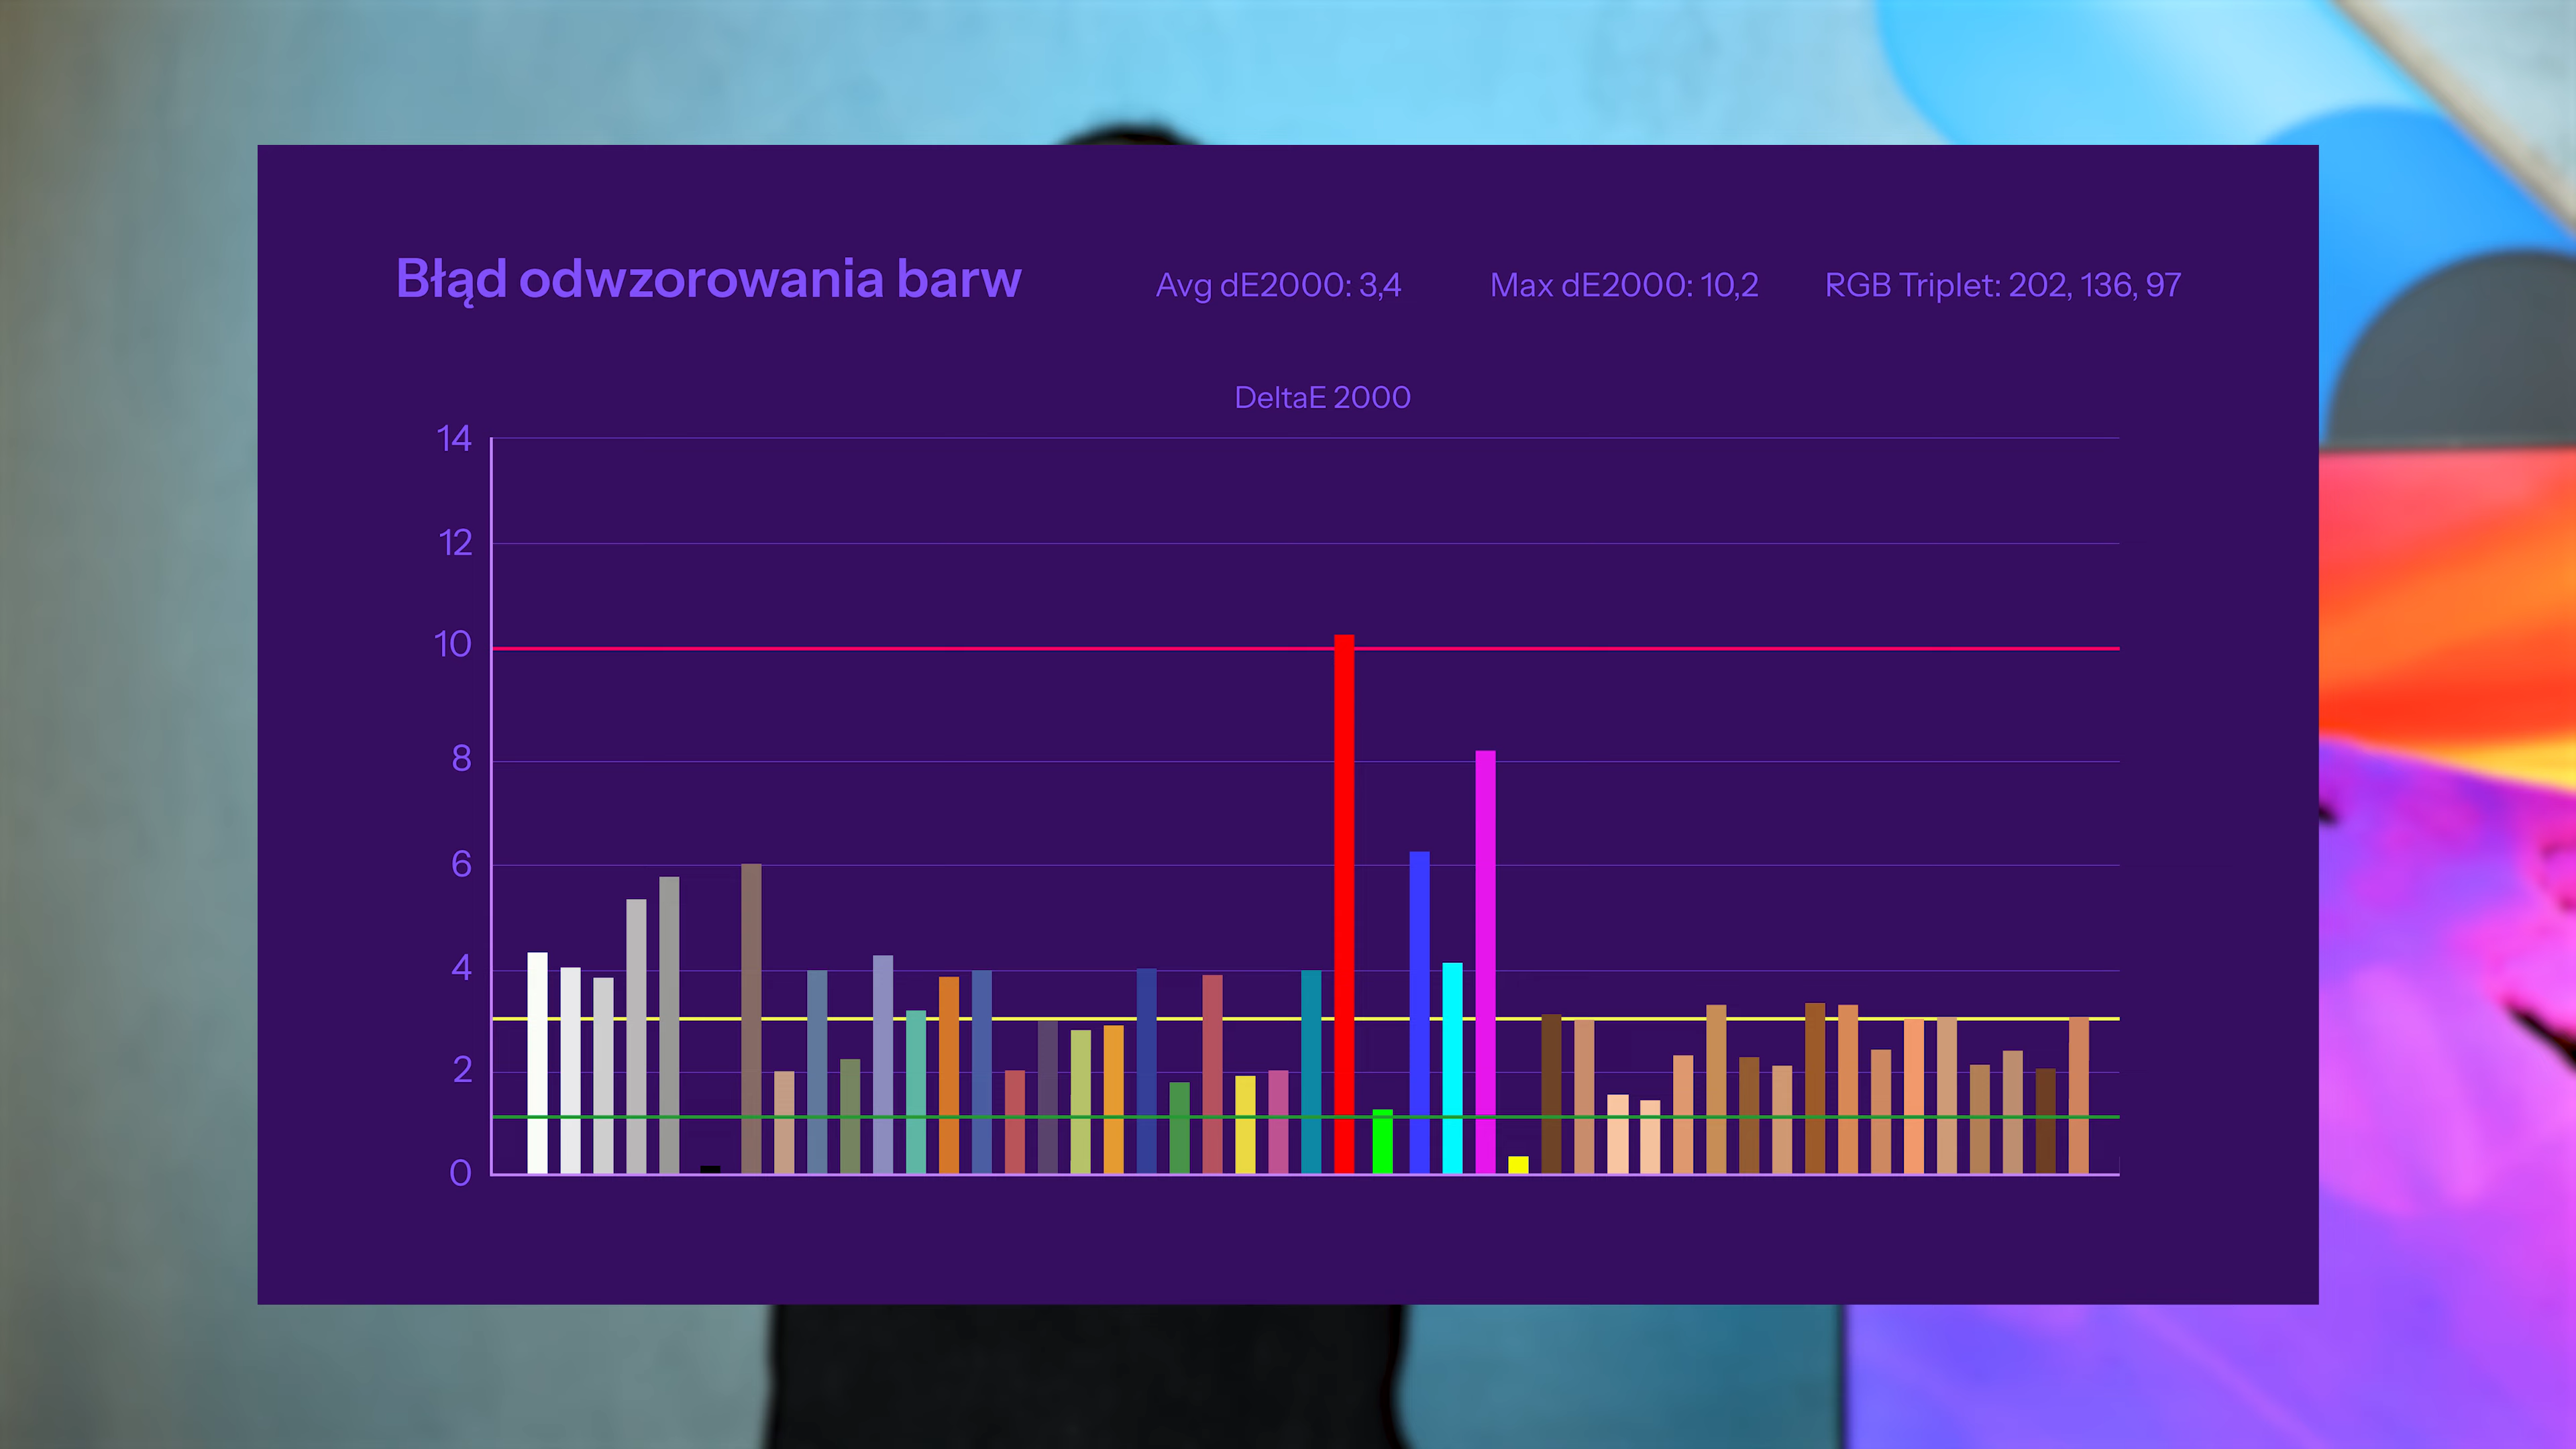 Błąd odwzorowania barw
Avg dE2000: 3,4
Max dE2000: 10,2
RGB Triplet: 202, 136, 97
DeltaE 2000
14
12
10
8
6
4
2
0